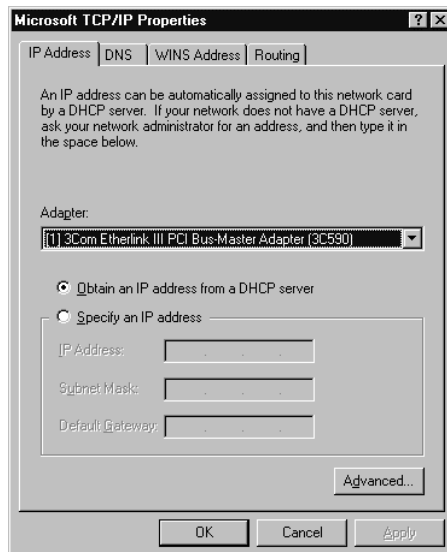 Microsoft TCP/IP Properties
IP Address DNS WINS Address Routing
An IP address can be automatically assigned to this network card
by a DHCP server. If your network does not have a DHCP server,
ask your network administrator for an address, and then type it in
the space below.
Adapter:
[1] 3Com Etherlink III PCI Bus-Master Adapter (3C590)
Obtain an IP address from a DHCP server
Specify an IP address
IP Address:
Subnet Mask:
Default Gateway:
Advanced...
OK Cancel Apply